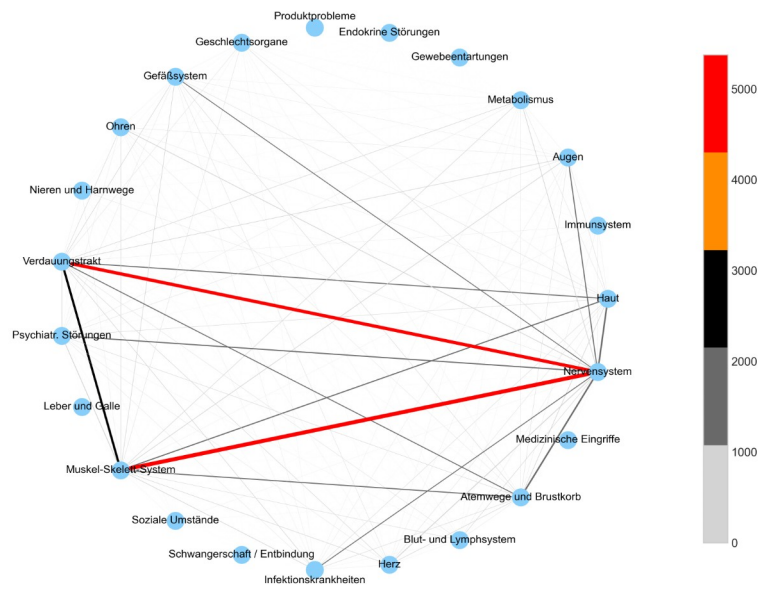 Produktprobleme
Endokrine Störungen
Geschlechtsorgane
Gewebeentartungen
Gefäßsystem
Metabolismus
Ohren
Augen
Nieren und Harnwege
Immunsystem
Verdauungstrakt
Haut
Psychiatr. Störungen
Nervensystem
Leber und Galle
Medizinische Eingriffe
Muskel-Skelett-System
Atemwege und Brustkorb
Soziale Umstände
Blut- und Lymphsystem
Schwangerschaft / Entbindung
Herz
Infektionskrankheiten
5000
4000
3000
2000
1000
0